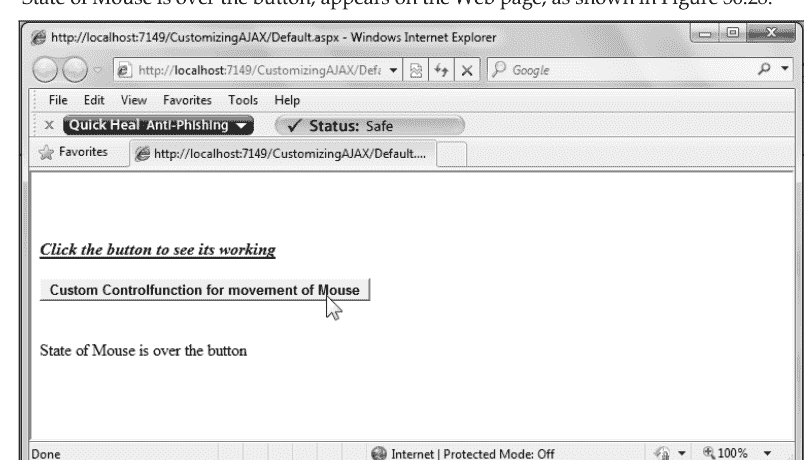 State of Mouse is over the button, appears on the Web page, as shown in Figure
http://localhost:7149/CustomizingAJAX/Default.aspx - Windows Internet Explorer
http://localhost:7149/CustomizingAJAX/Defa
Google
File Edit View Favorites Tools Help
x Quick Heal Anti-Phishing ✓ Status: Safe
Favorites
http://localhost:7149/CustomizingAJAX/Default....
Click the button to see its working
Custom Controlfunction for movement of Mouse
State of Mouse is over the button
Done
Internet | Protected Mode: Off
100%